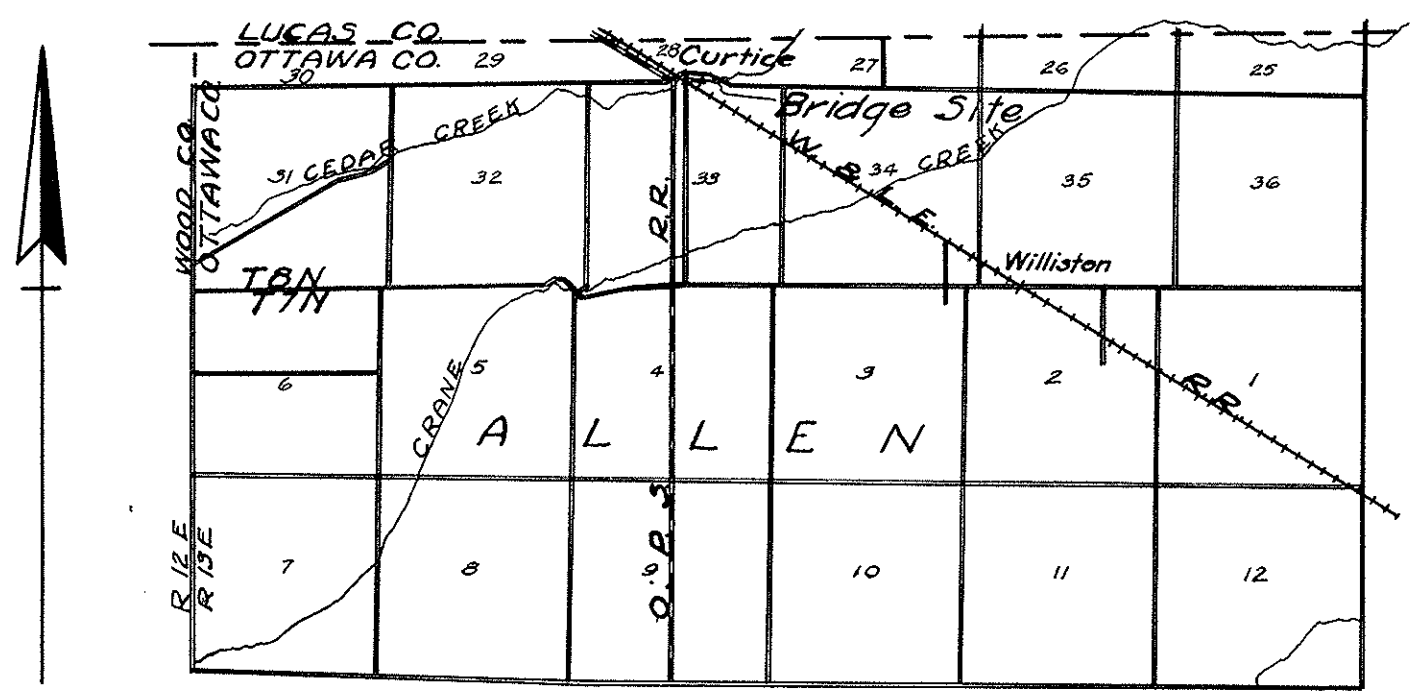 LUCAS CO.
OTTAWA CO.
30
29
28
Curtice
27
26
25
Bridge Site
WOOD CO.
OTTAWA CO.
31
CEDAR CREEK
32
33
34
CREEK
35
36
W. & L. E.
R.R.
Williston
T8N
T7N
6
5
4
3
2
1
CRANE
R.R.
ALLEN
R 12 E
R 13 E
7
8
9
10
11
12
O. P. S.